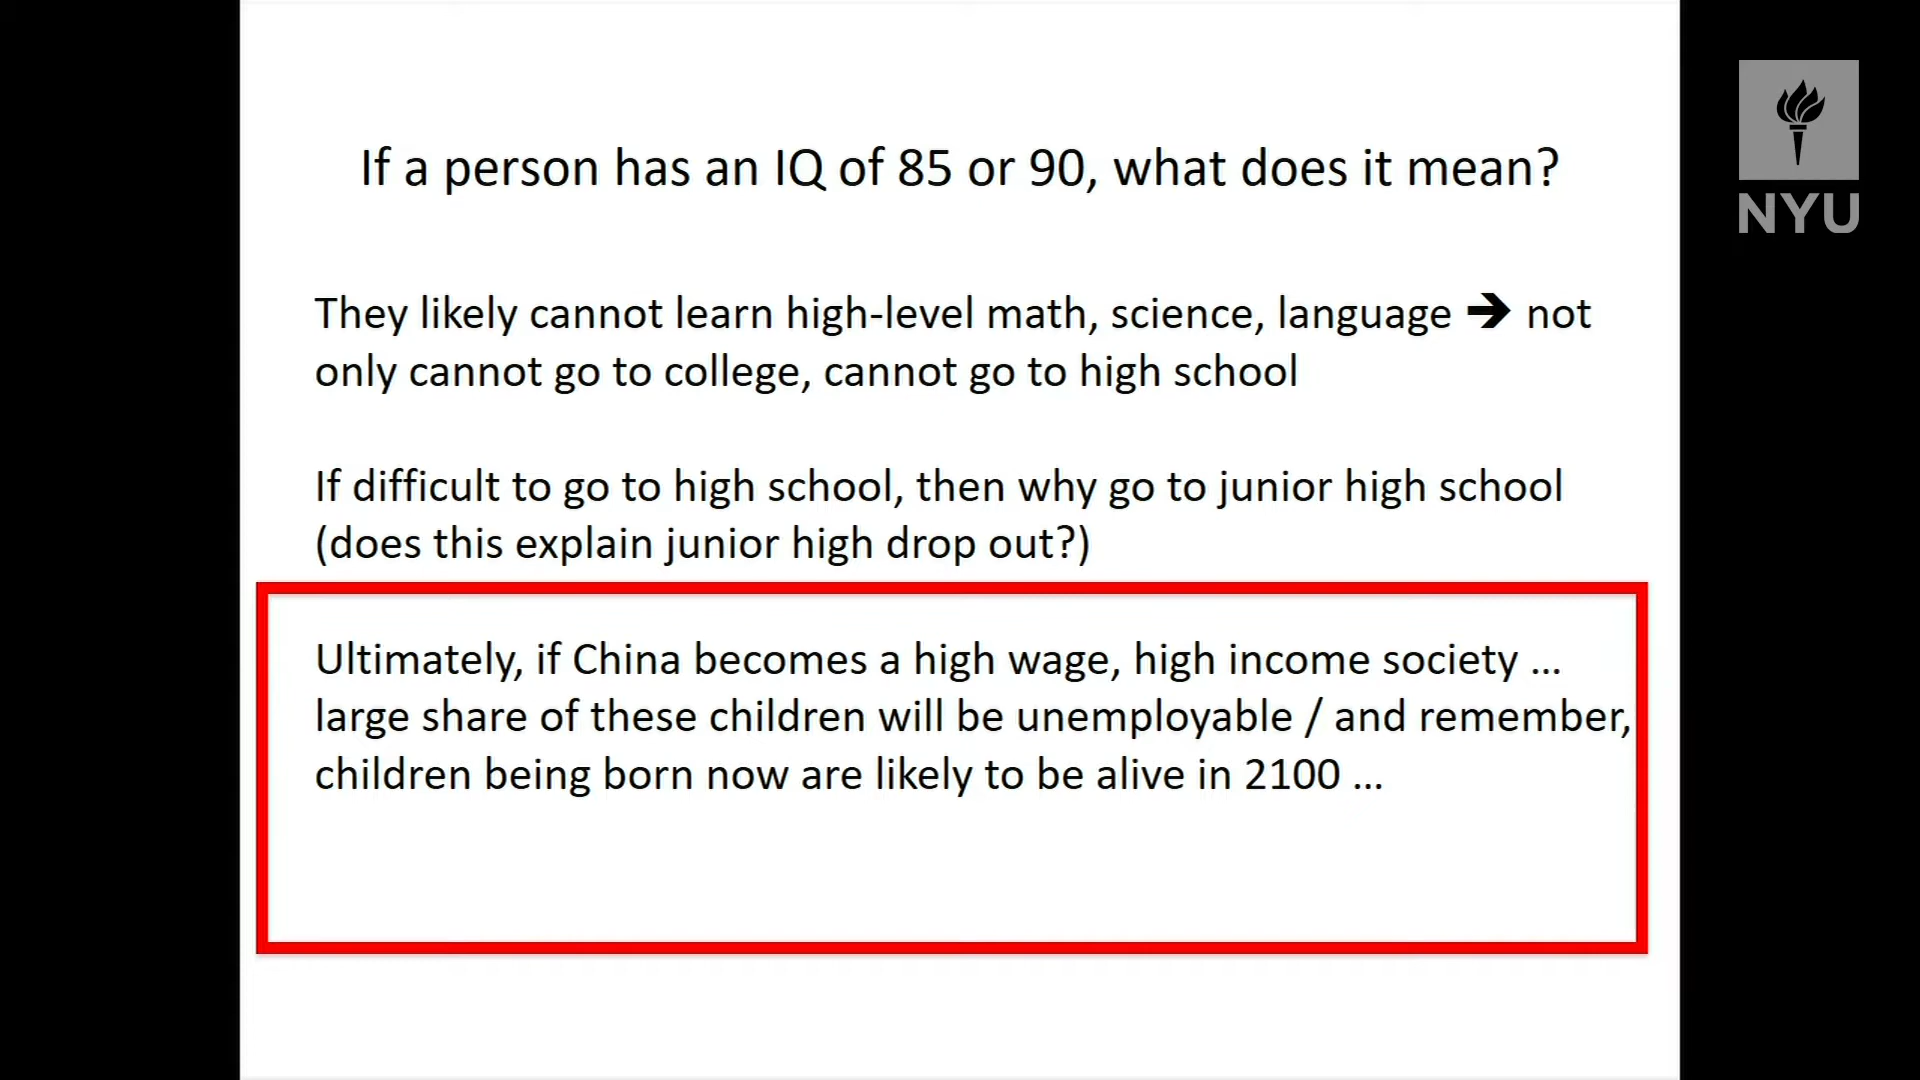 If a person has an IQ of 85 or 90, what does it mean?
NYU
They likely cannot learn high-level math, science, language ➔ not
only cannot go to college, cannot go to high school
If difficult to go to high school, then why go to junior high school
(does this explain junior high drop out?)
Ultimately, if China becomes a high wage, high income society ...
large share of these children will be unemployable / and remember,
children being born now are likely to be alive in 2100 ...